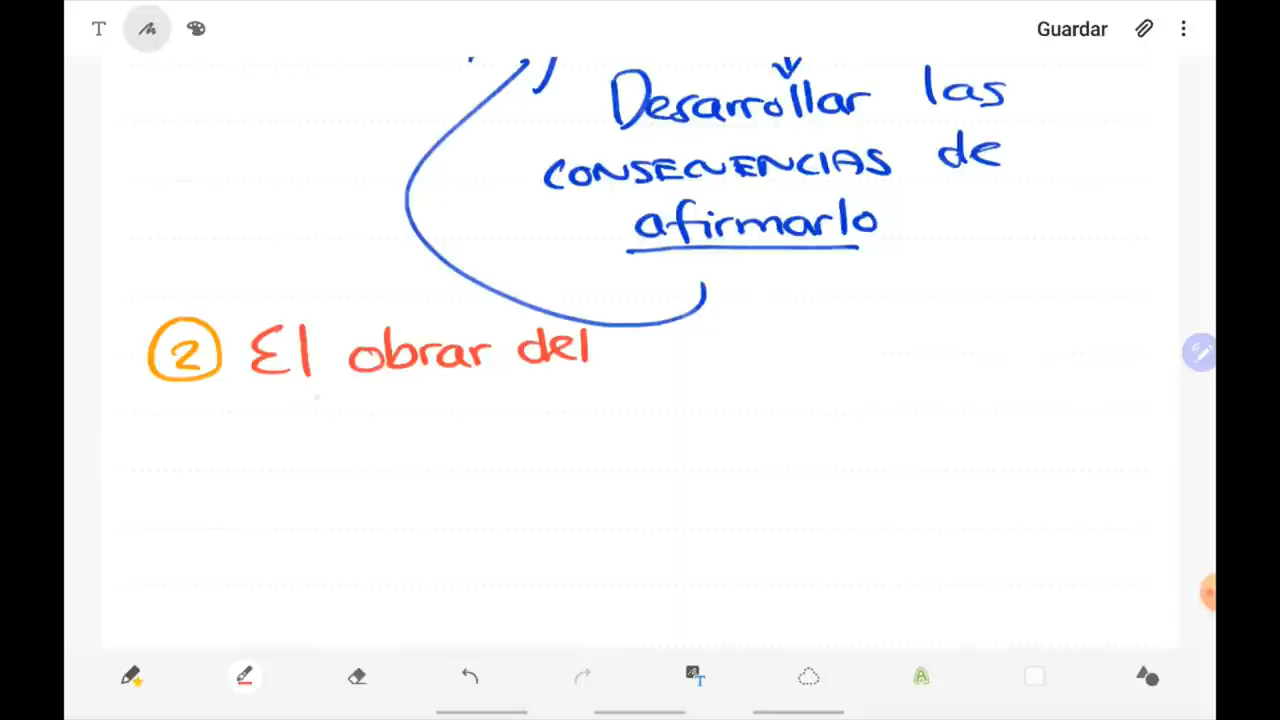 T Guardar
Desarrollar las
CONSECUENCIAS de
afirmarlo
2 El obrar del
T
A